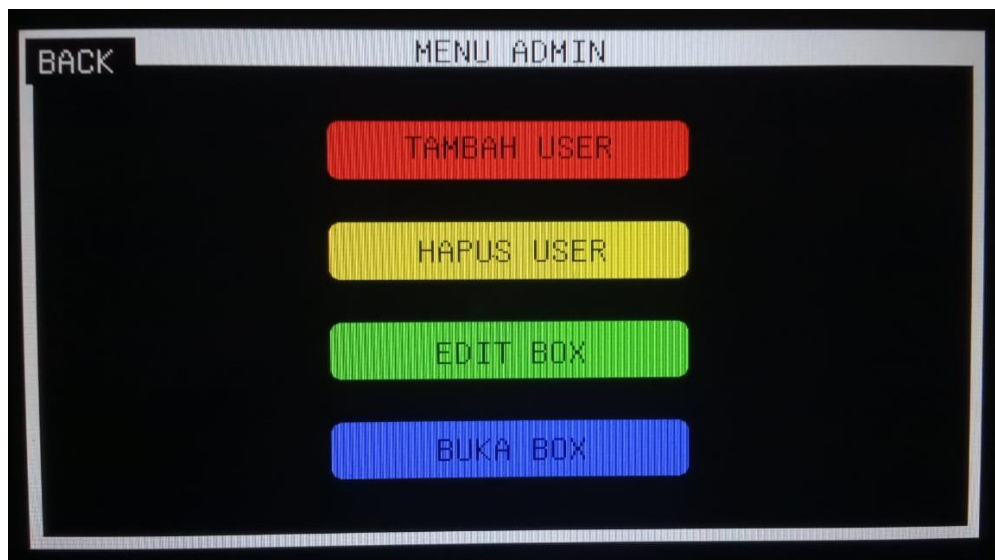 MENU ADMIN
BACK
TAMBAH USER
HAPUS USER
EDIT BOX
BUKA BOX